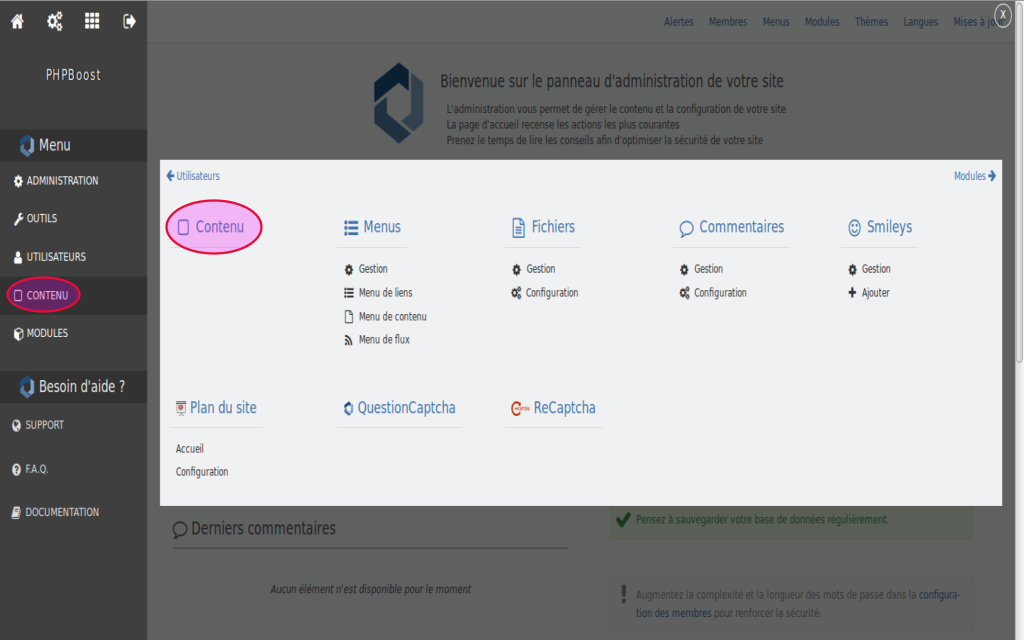 Alertes Membres Menus Modules Thèmes Langues Mises à jour
X
PHPBoost
Menu
ADMINISTRATION
OUTILS
UTILISATEURS
CONTENU
MODULES
Besoin d'aide ?
SUPPORT
F.A.Q.
DOCUMENTATION
Bienvenue sur le panneau d'administration de votre site
L'administration vous permet de gérer le contenu et la configuration de votre site
La page d'accueil recense les actions les plus courantes
Prenez le temps de lire les conseils afin d'optimiser la sécurité de votre site
Utilisateurs
Modules
Contenu
Menus
Gestion
Menu de liens
Menu de contenu
Menu de flux
Fichiers
Gestion
Configuration
Commentaires
Gestion
Configuration
Smileys
Gestion
Ajouter
Plan du site
Accueil
Configuration
QuestionCaptcha
ReCaptcha
Derniers commentaires
Aucun élément n'est disponible pour le moment
Pensez à sauvegarder votre base de données régulièrement.
Augmentez la complexité et la longueur des mots de passe dans la configura-
tion des membres pour renforcer la sécurité.